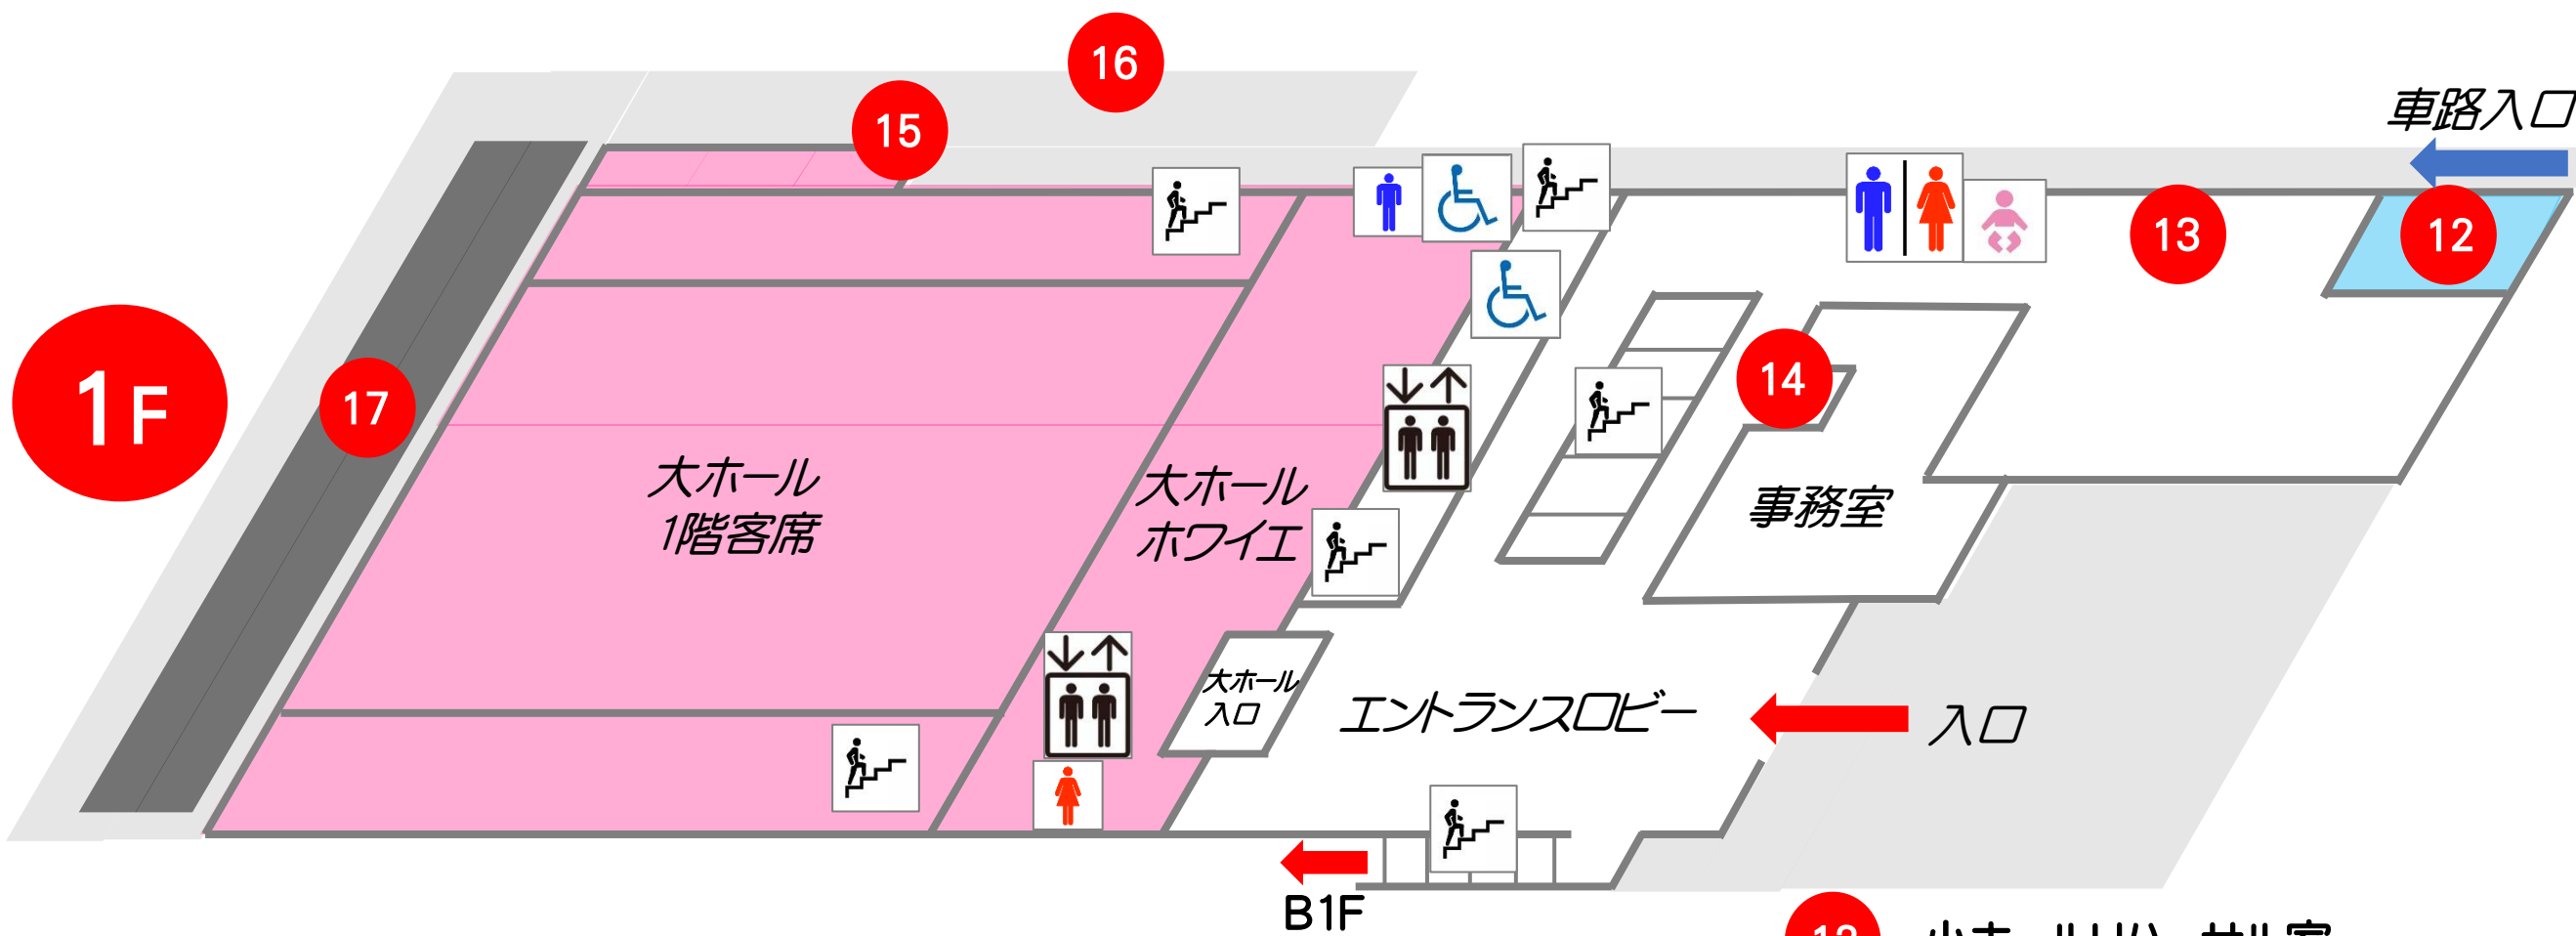 16
15
車路入口
13
12
1F
17
14
大ホール
1階客席
大ホール
ホワイエ
事務室
大ホール
入口
エントランスロビー
入口
B1F